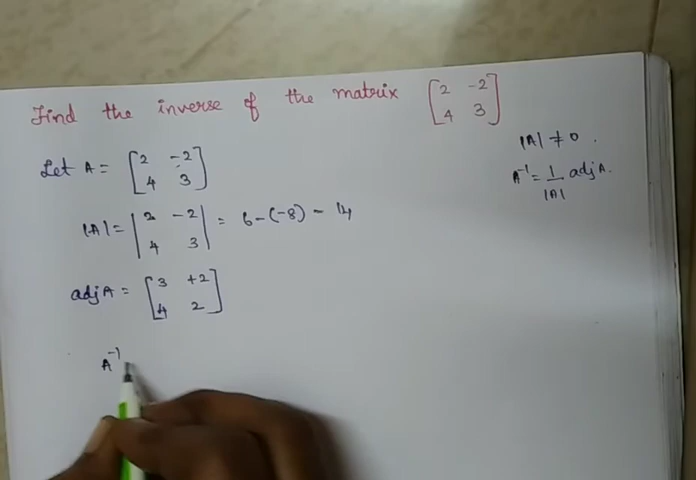 Find the inverse of the matrix [2 -2
4 3]
|A| ≠ 0.
A⁻¹ = 1/|A| adj A.
Let A = [2 -2
4 3]
|A| = |2 -2
4 3| = 6-(-8) - 14
adj A = [3 +2
4 2]
A⁻¹